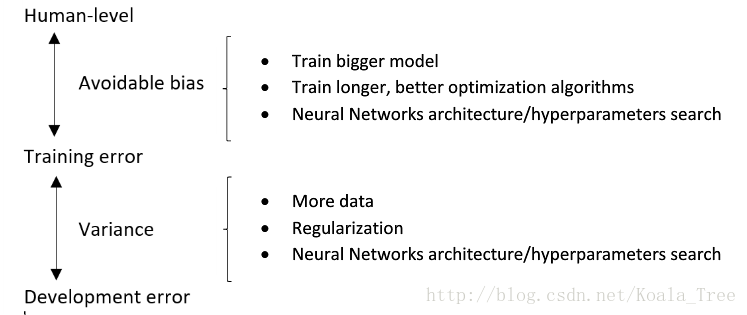 Human-level
Avoidable bias
• Train bigger model
• Train longer, better optimization algorithms
• Neural Networks architecture/hyperparameters search
Training error
Variance
• More data
• Regularization
• Neural Networks architecture/hyperparameters search
Development error
http://blog.csdn.net/Koala_Tree